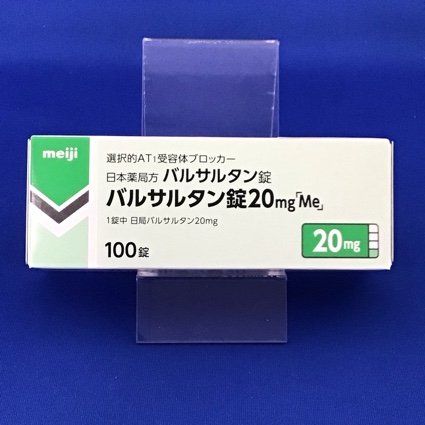 meiji
選択的AT1受容体ブロッカー
日本薬局方 バルサルタン錠
バルサルタン錠20mg「Me」
1錠中 日局バルサルタン20mg
100錠
20mg